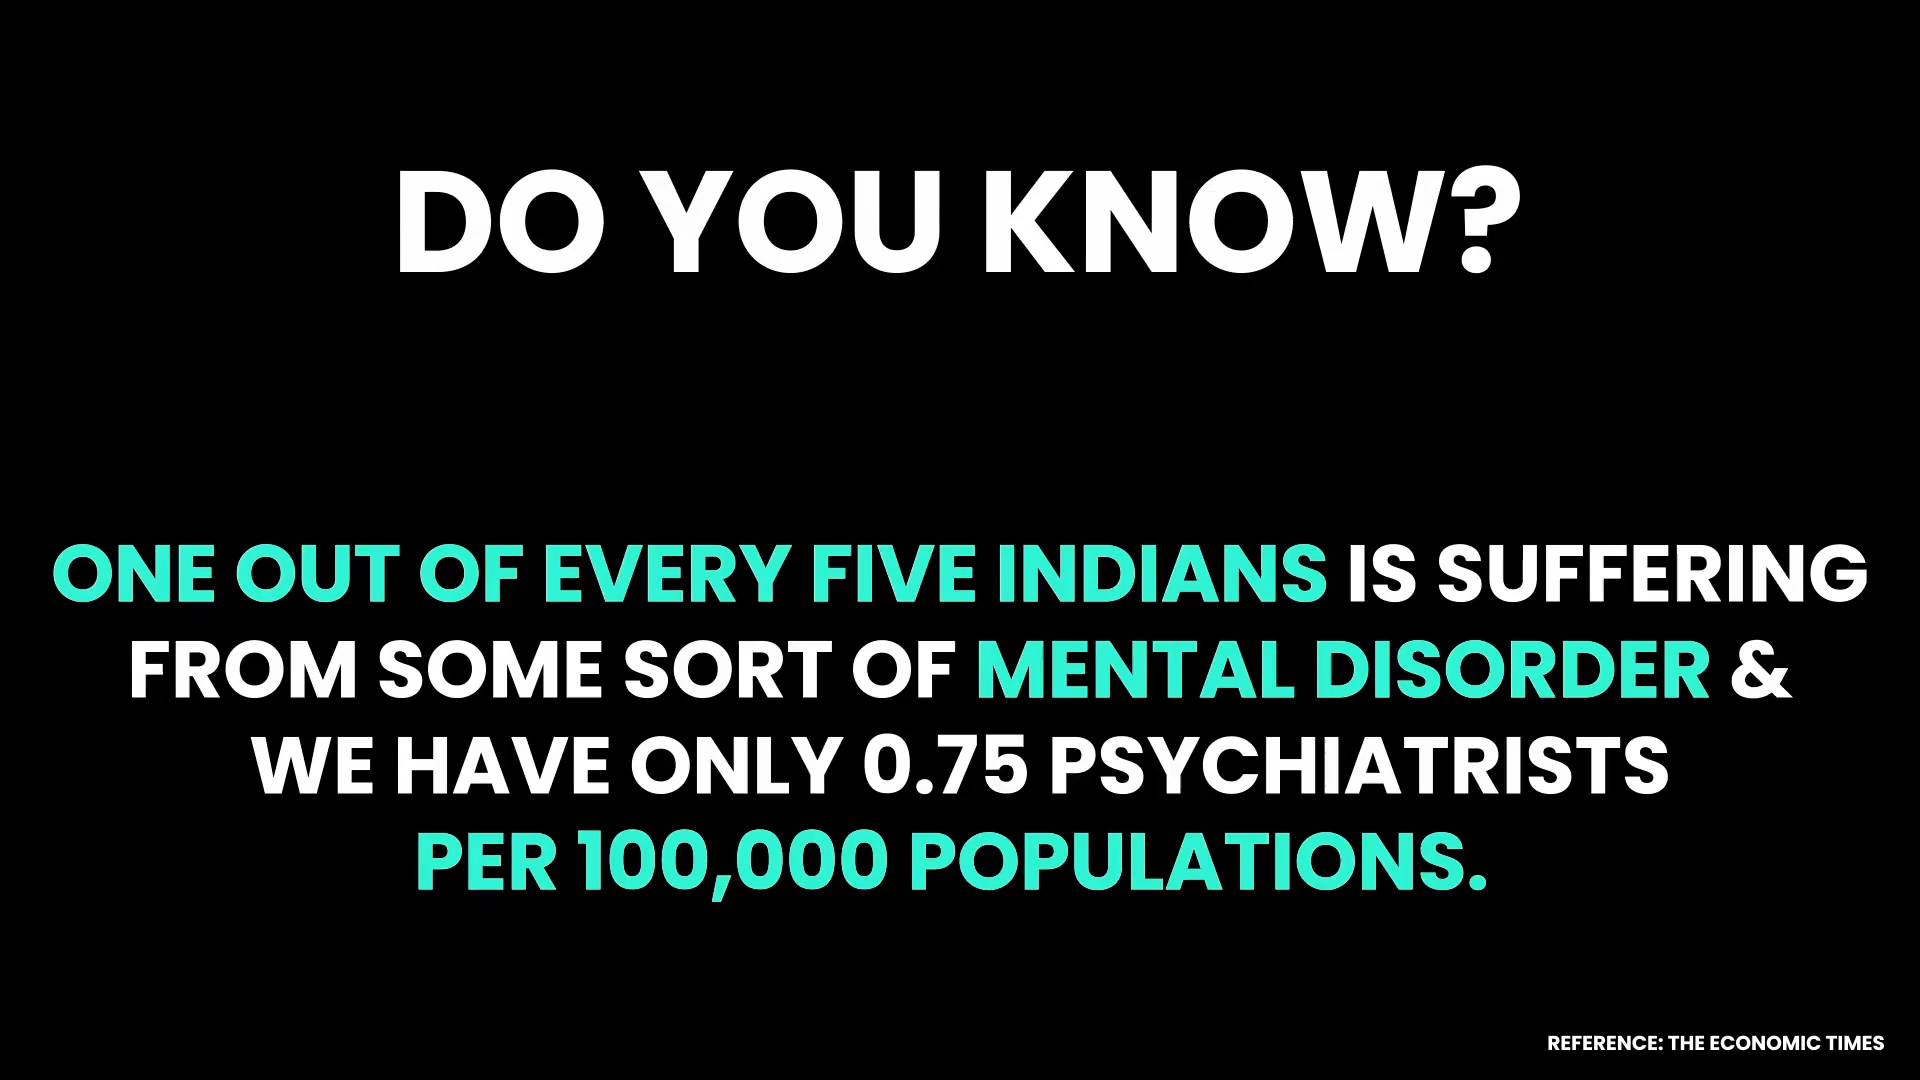 DO YOU KNOW?
ONE OUT OF EVERY FIVE INDIANS IS SUFFERING
FROM SOME SORT OF MENTAL DISORDER &
WE HAVE ONLY 0.75 PSYCHIATRISTS
PER 100,000 POPULATIONS.
REFERENCE: THE ECONOMIC TIMES